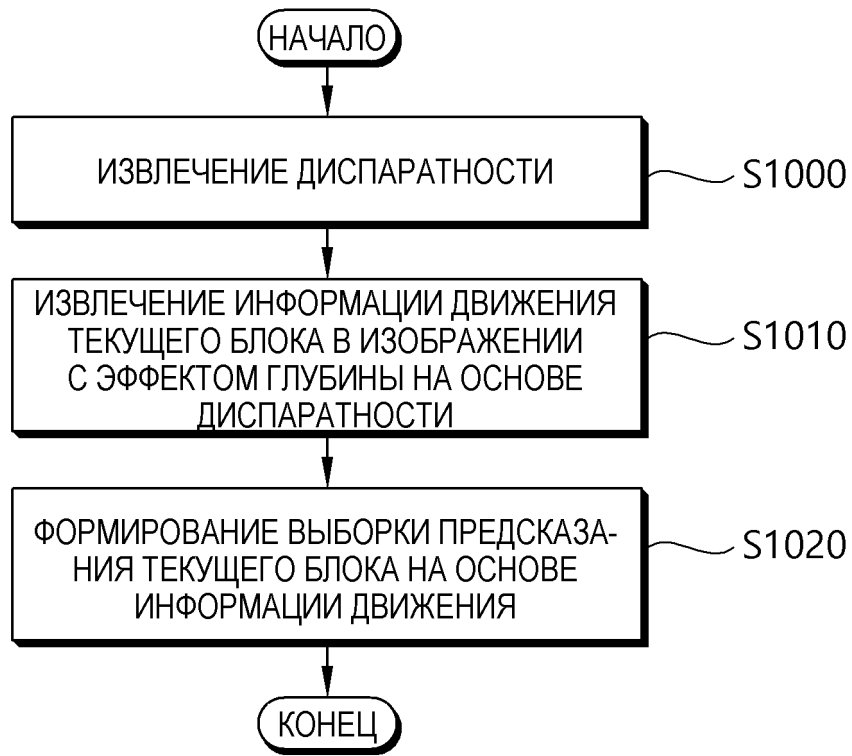 НАЧАЛО
ИЗВЛЕЧЕНИЕ ДИСПАРАТНОСТИ
S1000
ИЗВЛЕЧЕНИЕ ИНФОРМАЦИИ ДВИЖЕНИЯ
ТЕКУЩЕГО БЛОКА В ИЗОБРАЖЕНИИ
С ЭФФЕКТОМ ГЛУБИНЫ НА ОСНОВЕ
ДИСПАРАТНОСТИ
S1010
ФОРМИРОВАНИЕ ВЫБОРКИ ПРЕДСКАЗА-
НИЯ ТЕКУЩЕГО БЛОКА НА ОСНОВЕ
ИНФОРМАЦИИ ДВИЖЕНИЯ
S1020
КОНЕЦ